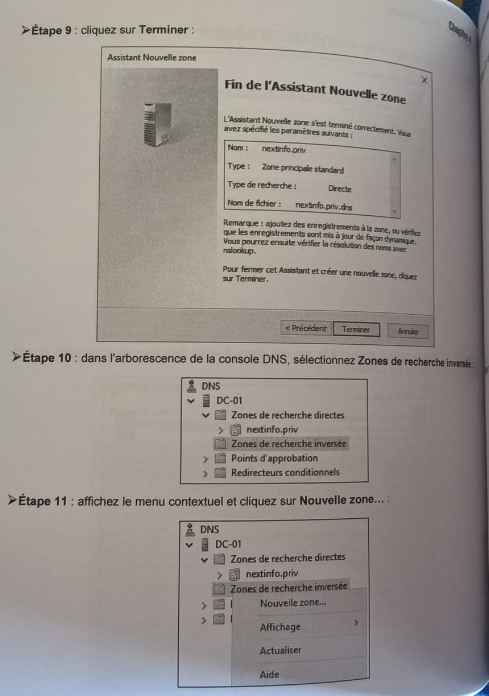 Chapitre 4
➤Étape 9 : cliquez sur Terminer :
Assistant Nouvelle zone
Fin de l'Assistant Nouvelle zone
L'Assistant Nouvelle zone s'est terminé correctement. Vous
avez spécifié les paramètres suivants :
Nom : nextinfo.priv
Type : Zone principale standard
Type de recherche : Directe
Nom de fichier : nextinfo.priv.dns
Remarque : ajoutez des enregistrements à la zone, ou vérifiez
que les enregistrements sont mis à jour de façon dynamique.
Vous pourrez ensuite vérifier la résolution des noms avec
nslookup.
Pour fermer cet Assistant et créer une nouvelle zone, cliquez
sur Terminer.
< Précédent Terminer Annuler
➤Étape 10 : dans l'arborescence de la console DNS, sélectionnez Zones de recherche inversée
DNS
DC-01
Zones de recherche directes
nextinfo.priv
Zones de recherche inversée
Points d'approbation
Redirecteurs conditionnels
➤Étape 11 : affichez le menu contextuel et cliquez sur Nouvelle zone... :
DNS
DC-01
Zones de recherche directes
nextinfo.priv
Zones de recherche inversée
Nouvelle zone...
Affichage
Actualiser
Aide